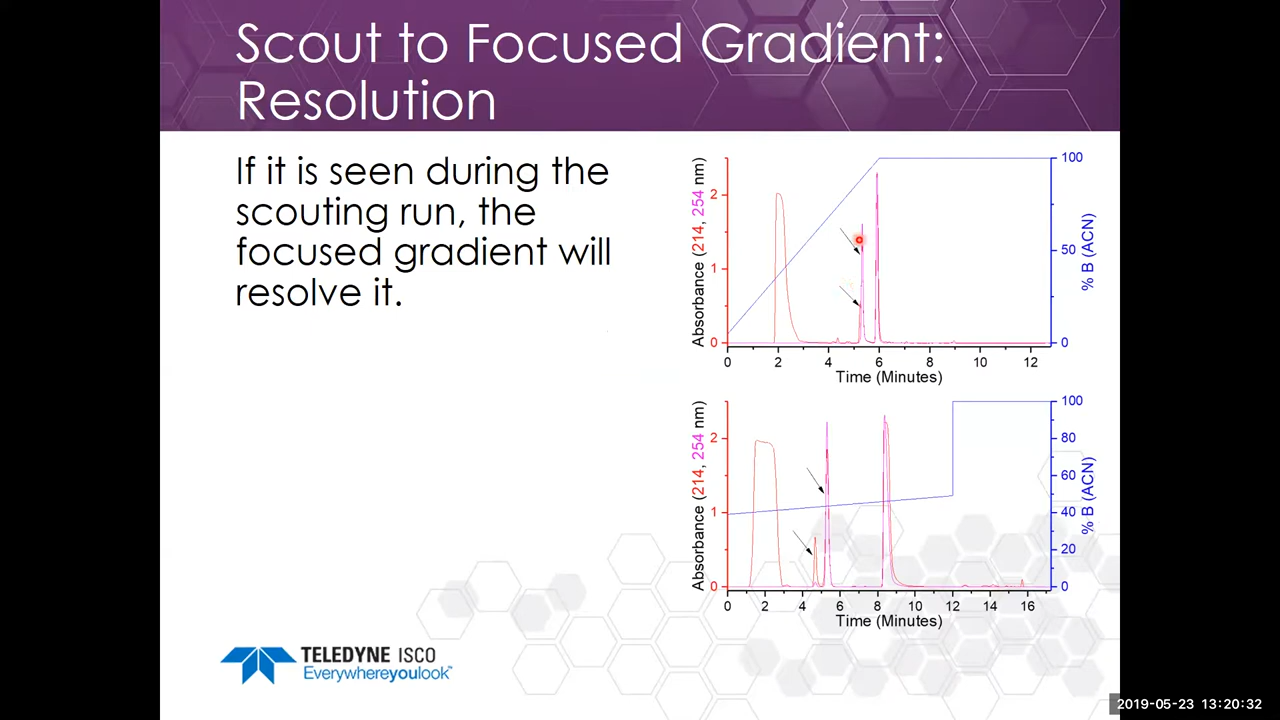 Scout to Focused Gradient:
Resolution
If it is seen during the
scouting run, the
focused gradient will
resolve it.
Absorbance (214, 254 nm)
2
1
0
100
50
0
% B (ACN)
0 2 4 6 8 10 12
Time (Minutes)
Absorbance (214, 254 nm)
2
1
0
100
80
60
40
20
0
% B (ACN)
0 2 4 6 8 10 12 14 16
Time (Minutes)
TELEDYNE ISCO
Everywhereyoulook™
2019-05-23 13:20:32